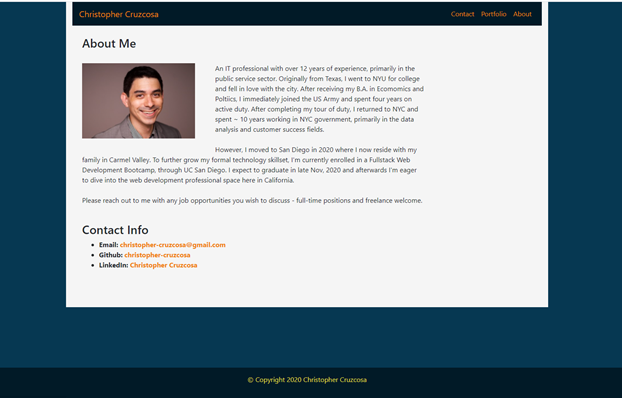 Christopher Cruzcosa
Contact Portfolio About
About Me
An IT professional with over 12 years of experience, primarily in the
public service sector. Originally from Texas, I went to NYU for college
and fell in love with the city. After receiving my B.A. in Ecomomics and
Poltiics, I immediately joined the US Army and spent four years on
active duty. After completing my tour of duty, I returned to NYC and
spent ~ 10 years working in NYC government, primarily in the data
analysis and customer success fields.
However, I moved to San Diego in 2020 where I now reside with my
family in Carmel Valley. To further grow my formal technology skillset, I'm currently enrolled in a Fullstack Web
Development Bootcamp, through UC San Diego. I expect to graduate in late Nov, 2020 and afterwards I'm eager
to dive into the web development professional space here in California.
Please reach out to me with any job opportunities you wish to discuss - full-time positions and freelance welcome.
Contact Info
Email: christopher-cruzcosa@gmail.com
Github: christopher-cruzcosa
LinkedIn: Christopher Cruzcosa
© Copyright 2020 Christopher Cruzcosa